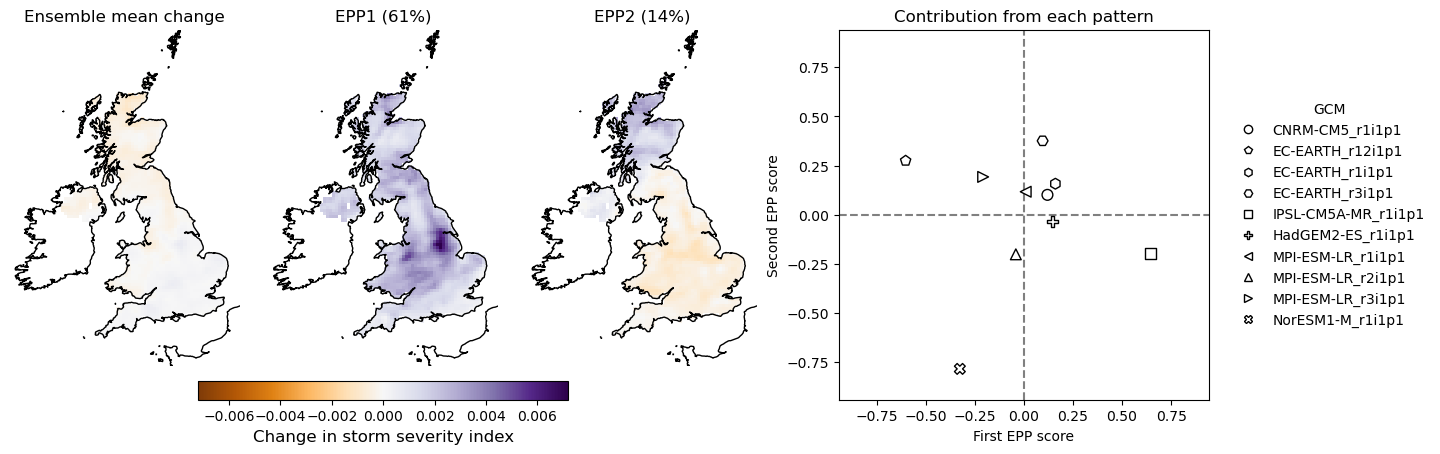 Ensemble mean change
EPP1 (61%)
EPP2 (14%)
Contribution from each pattern
−0.006
−0.004
−0.002
0.000
0.002
0.004
0.006
Change in storm severity index
Second EPP score
0.75
0.50
0.25
0.00
−0.25
−0.50
−0.75
−0.75
−0.50
−0.25
0.00
0.25
0.50
0.75
First EPP score
GCM
CNRM-CM5_r1i1p1
EC-EARTH_r12i1p1
EC-EARTH_r1i1p1
EC-EARTH_r3i1p1
IPSL-CM5A-MR_r1i1p1
HadGEM2-ES_r1i1p1
MPI-ESM-LR_r1i1p1
MPI-ESM-LR_r2i1p1
MPI-ESM-LR_r3i1p1
NorESM1-M_r1i1p1